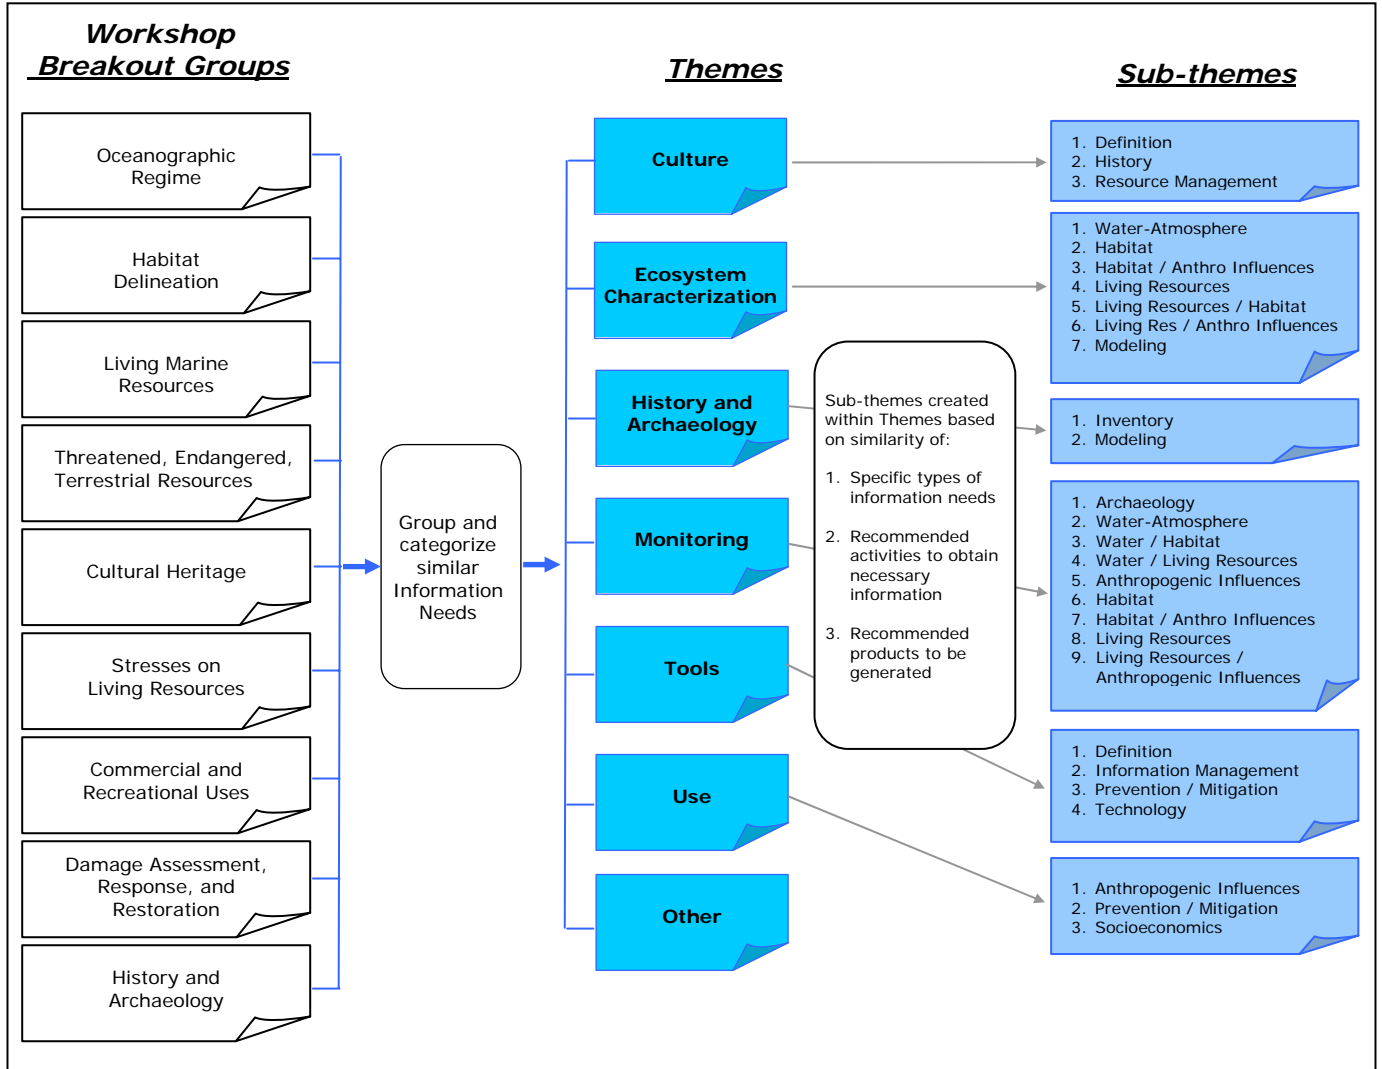 Workshop
Breakout Groups
Oceanographic
Regime
Habitat
Delineation
Living Marine
Resources
Threatened, Endangered,
Terrestrial Resources
Cultural Heritage
Stresses on
Living Resources
Commercial and
Recreational Uses
Damage Assessment,
Response, and
Restoration
History and
Archaeology
Group and
categorize
similar
Information
Needs
Themes
Culture
Ecosystem
Characterization
History and
Archaeology
Monitoring
Tools
Use
Other
Sub-themes created
within Themes based
on similarity of:
1. Specific types of
information needs
2. Recommended
activities to obtain
necessary
information
3. Recommended
products to be
generated
Sub-themes
1. Definition
2. History
3. Resource Management
1. Water-Atmosphere
2. Habitat
3. Habitat / Anthro Influences
4. Living Resources
5. Living Resources / Habitat
6. Living Res / Anthro Influences
7. Modeling
1. Inventory
2. Modeling
1. Archaeology
2. Water-Atmosphere
3. Water / Habitat
4. Water / Living Resources
5. Anthropogenic Influences
6. Habitat
7. Habitat / Anthro Influences
8. Living Resources
9. Living Resources /
Anthropogenic Influences
1. Definition
2. Information Management
3. Prevention / Mitigation
4. Technology
1. Anthropogenic Influences
2. Prevention / Mitigation
3. Socioeconomics